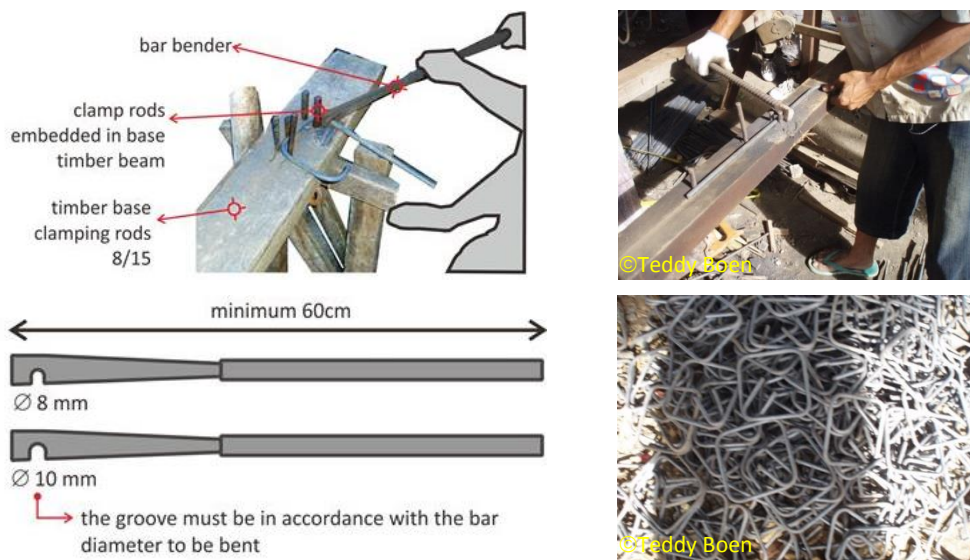 bar bender
clamp rods
embedded in base
timber beam
timber base
clamping rods
8/15
©Teddy Boen
minimum 60cm
∅ 8 mm
∅ 10 mm
the groove must be in accordance with the bar
diameter to be bent
©Teddy Boen